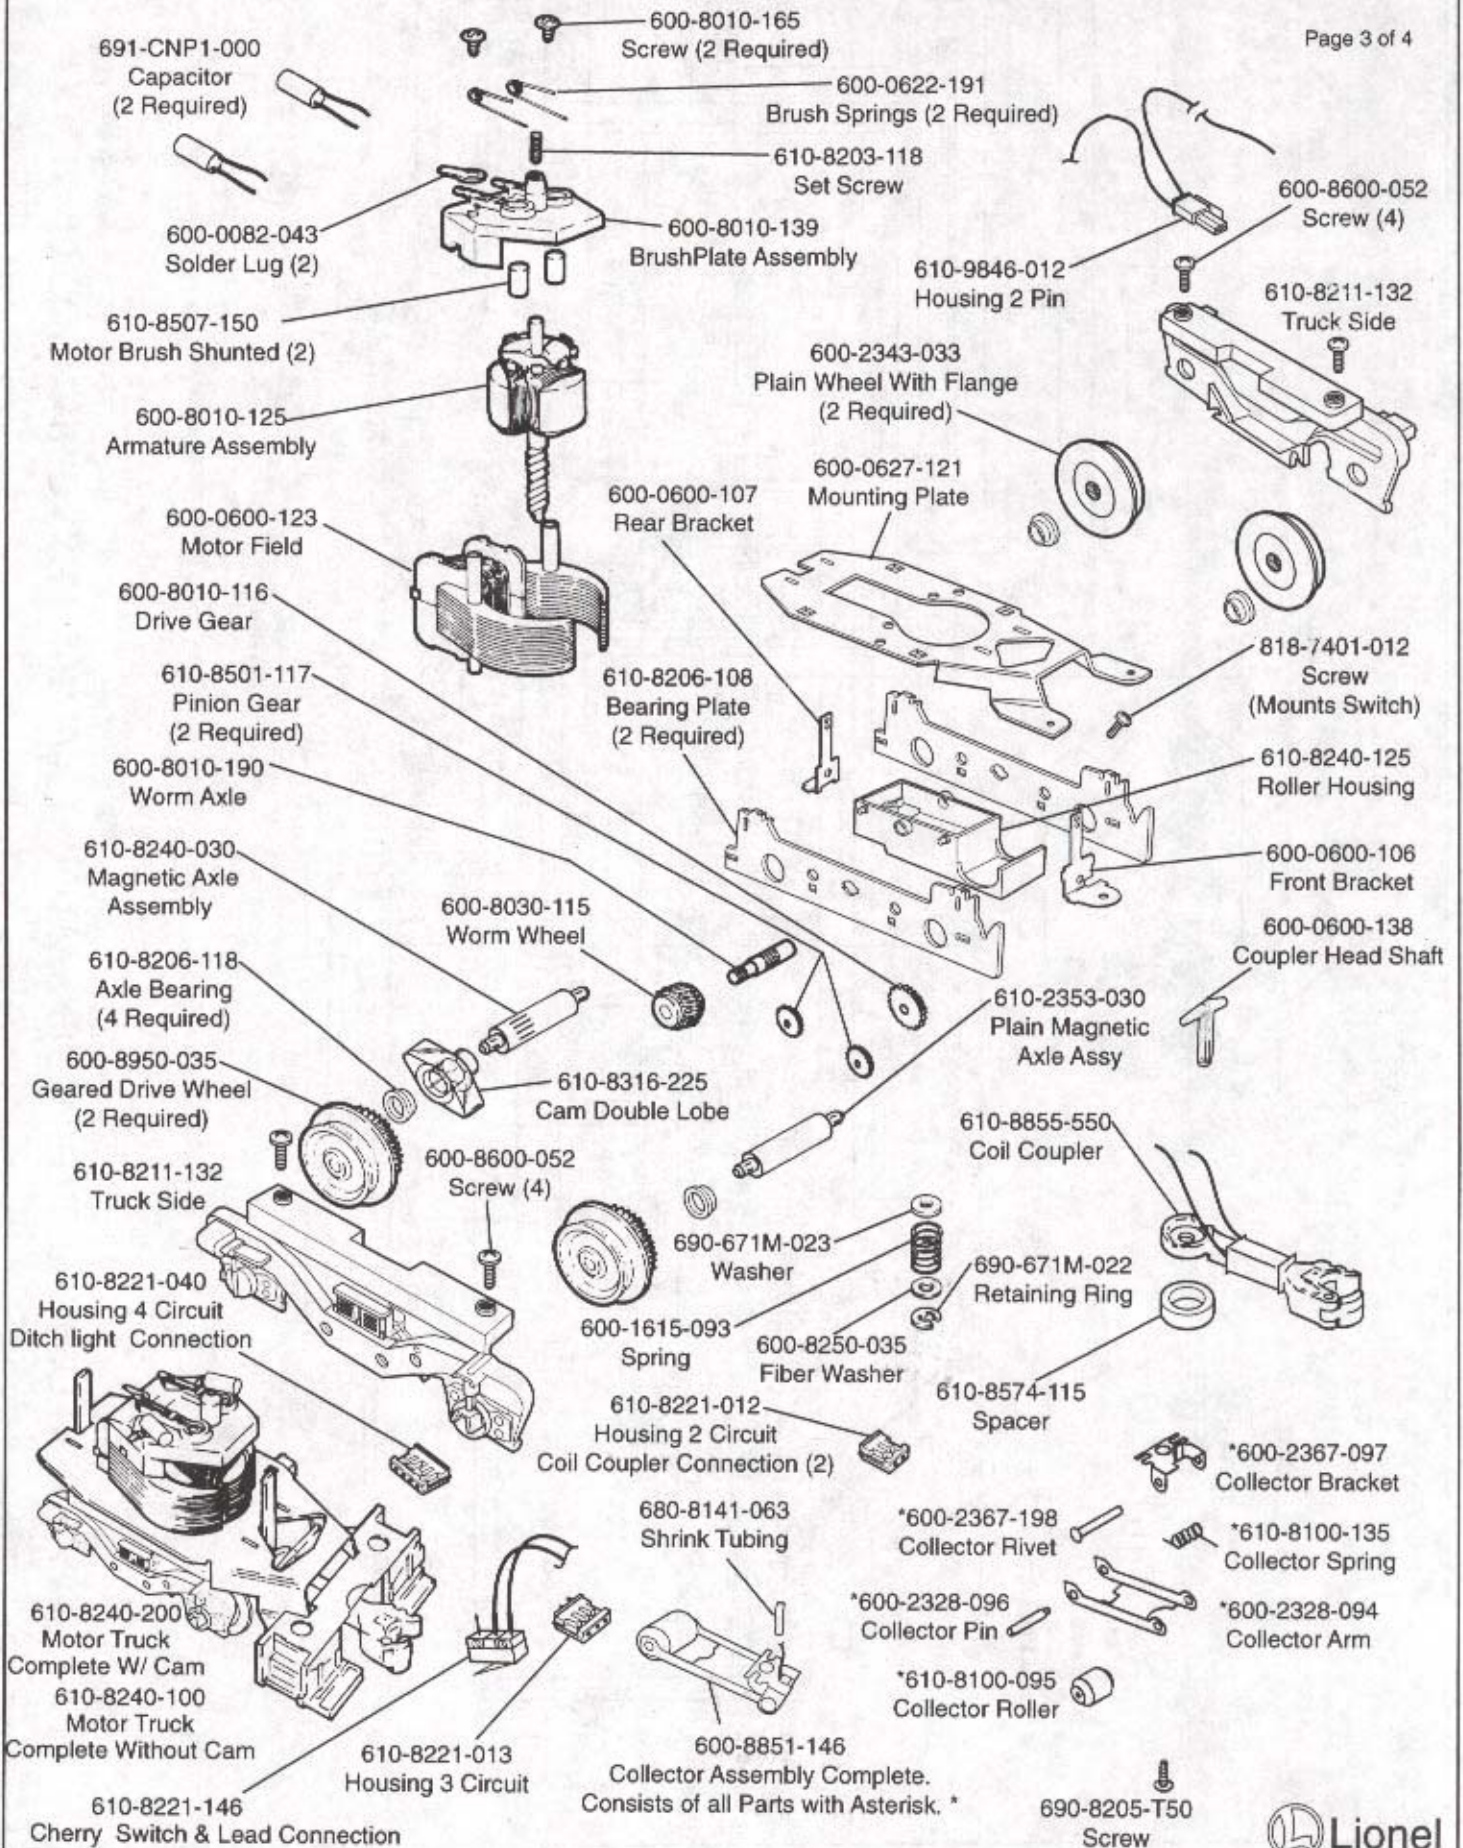 600-8010-165
Screw (2 Required)
Page 3 of 4
691-CNP1-000
Capacitor
(2 Required)
600-0622-191
Brush Springs (2 Required)
610-8203-118
Set Screw
600-8600-052
Screw (4)
600-0082-043
Solder Lug (2)
600-8010-139
BrushPlate Assembly
610-9846-012
Housing 2 Pin
610-8211-132
Truck Side
610-8507-150
Motor Brush Shunted (2)
600-2343-033
Plain Wheel With Flange
(2 Required)
600-8010-125
Armature Assembly
600-0627-121
Mounting Plate
600-0600-107
Rear Bracket
600-0600-123
Motor Field
600-8010-116
Drive Gear
818-7401-012
Screw
(Mounts Switch)
610-8501-117
Pinion Gear
(2 Required)
610-8206-108
Bearing Plate
(2 Required)
600-8010-190
Worm Axle
610-8240-125
Roller Housing
610-8240-030
Magnetic Axle
Assembly
600-0600-106
Front Bracket
600-8030-115
Worm Wheel
600-0600-138
Coupler Head Shaft
610-8206-118
Axle Bearing
(4 Required)
610-2353-030
Plain Magnetic
Axle Assy
600-8950-035
Geared Drive Wheel
(2 Required)
610-8316-225
Cam Double Lobe
610-8855-550
Coil Coupler
610-8211-132
Truck Side
600-8600-052
Screw (4)
690-671M-023
Washer
690-671M-022
Retaining Ring
610-8221-040
Housing 4 Circuit
Ditch light Connection
600-1615-093
Spring
600-8250-035
Fiber Washer
610-8574-115
Spacer
610-8221-012
Housing 2 Circuit
Coil Coupler Connection (2)
*600-2367-097
Collector Bracket
680-8141-063
Shrink Tubing
*600-2367-198
Collector Rivet
*610-8100-135
Collector Spring
*600-2328-096
Collector Pin
*600-2328-094
Collector Arm
610-8240-200
Motor Truck
Complete W/ Cam
610-8240-100
Motor Truck
Complete Without Cam
*610-8100-095
Collector Roller
610-8221-013
Housing 3 Circuit
600-8851-146
Collector Assembly Complete.
Consists of all Parts with Asterisk. *
610-8221-146
Cherry Switch & Lead Connection
690-8205-T50
Screw
L Lionel